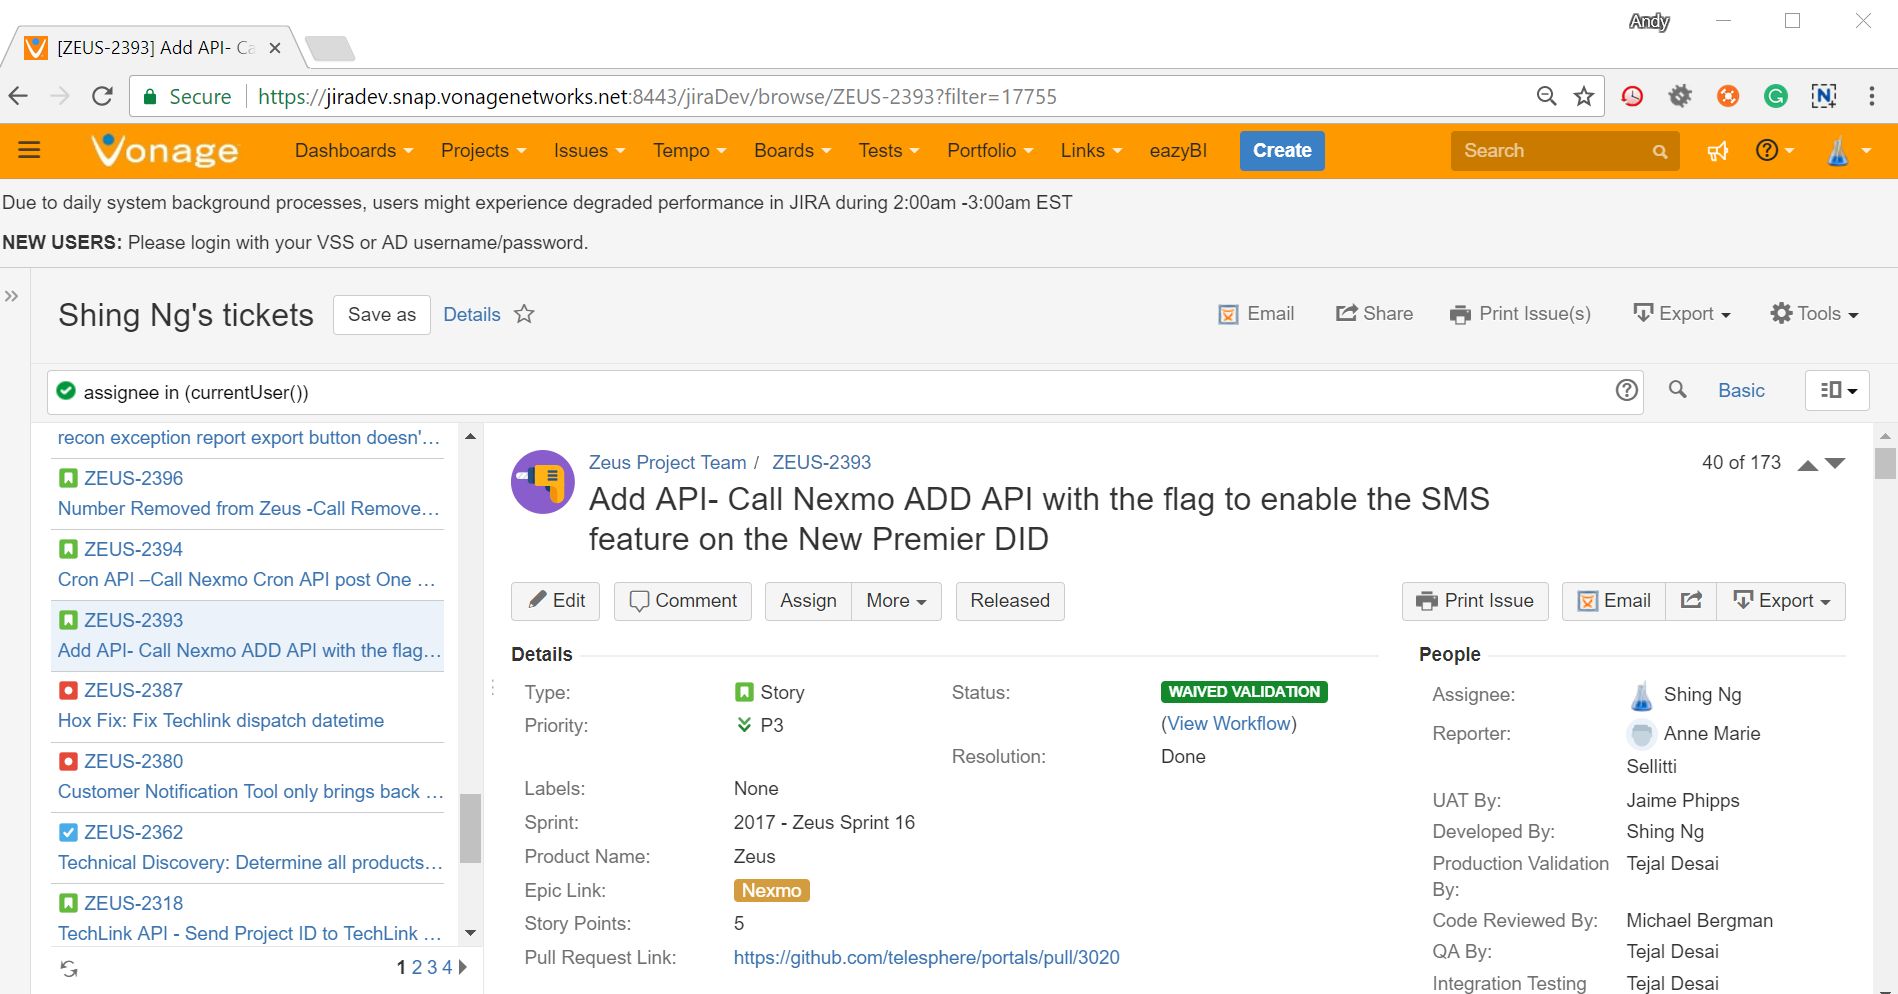 Andy
[ZEUS-2393] Add API- Ca
Secure https://jiradev.snap.vonagenetworks.net:8443/jiraDev/browse/ZEUS-2393?filter=17755
Vonage Dashboards Projects Issues Tempo Boards Tests Portfolio Links eazyBI Create Search
Due to daily system background processes, users might experience degraded performance in JIRA during 2:00am -3:00am EST
NEW USERS: Please login with your VSS or AD username/password.
Shing Ng's tickets Save as Details Email Share Print Issue(s) Export Tools
assignee in (currentUser()) Basic
recon exception report export button doesn'...
ZEUS-2396
Number Removed from Zeus -Call Remove...
ZEUS-2394
Cron API –Call Nexmo Cron API post One ...
ZEUS-2393
Add API- Call Nexmo ADD API with the flag...
ZEUS-2387
Hox Fix: Fix Techlink dispatch datetime
ZEUS-2380
Customer Notification Tool only brings back ...
ZEUS-2362
Technical Discovery: Determine all products...
ZEUS-2318
TechLink API - Send Project ID to TechLink ...
1 2 3 4
Zeus Project Team / ZEUS-2393 40 of 173
Add API- Call Nexmo ADD API with the flag to enable the SMS
feature on the New Premier DID
Edit Comment Assign More Released Print Issue Email Export
Details
Type: Story Status: WAIVED VALIDATION
Priority: P3 (View Workflow)
Resolution: Done
Labels: None
Sprint: 2017 - Zeus Sprint 16
Product Name: Zeus
Epic Link: Nexmo
Story Points: 5
Pull Request Link: https://github.com/telesphere/portals/pull/3020
People
Assignee: Shing Ng
Reporter: Anne Marie
Sellitti
UAT By: Jaime Phipps
Developed By: Shing Ng
Production Validation Tejal Desai
By:
Code Reviewed By: Michael Bergman
QA By: Tejal Desai
Integration Testing Tejal Desai